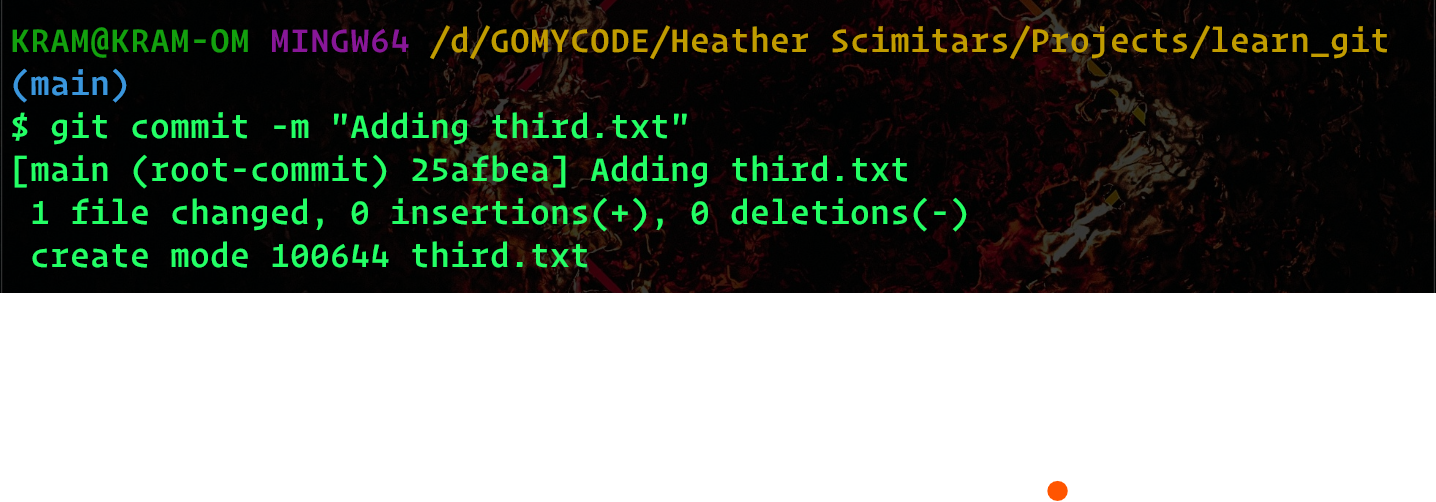 KRAM@KRAM-OM MINGW64 /d/GOMYCODE/Heather Scimitars/Projects/learn_git
(main)
$ git commit -m "Adding third.txt"
[main (root-commit) 25afbea] Adding third.txt
 1 file changed, 0 insertions(+), 0 deletions(-)
 create mode 100644 third.txt